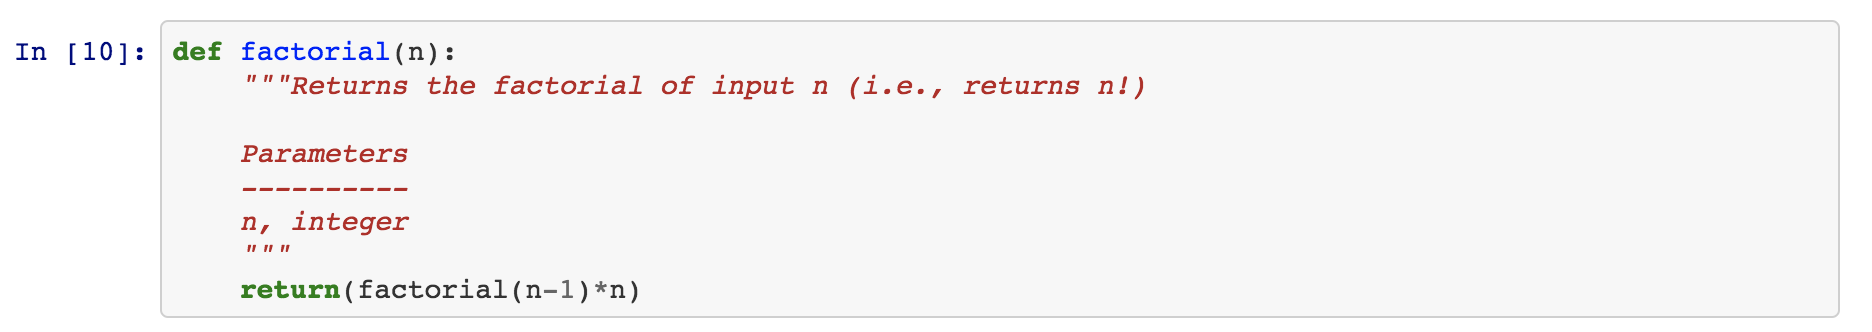 In [10]: def factorial(n):
    """Returns the factorial of input n (i.e., returns n!)

    Parameters
    ----------
    n, integer
    """
    return(factorial(n-1)*n)